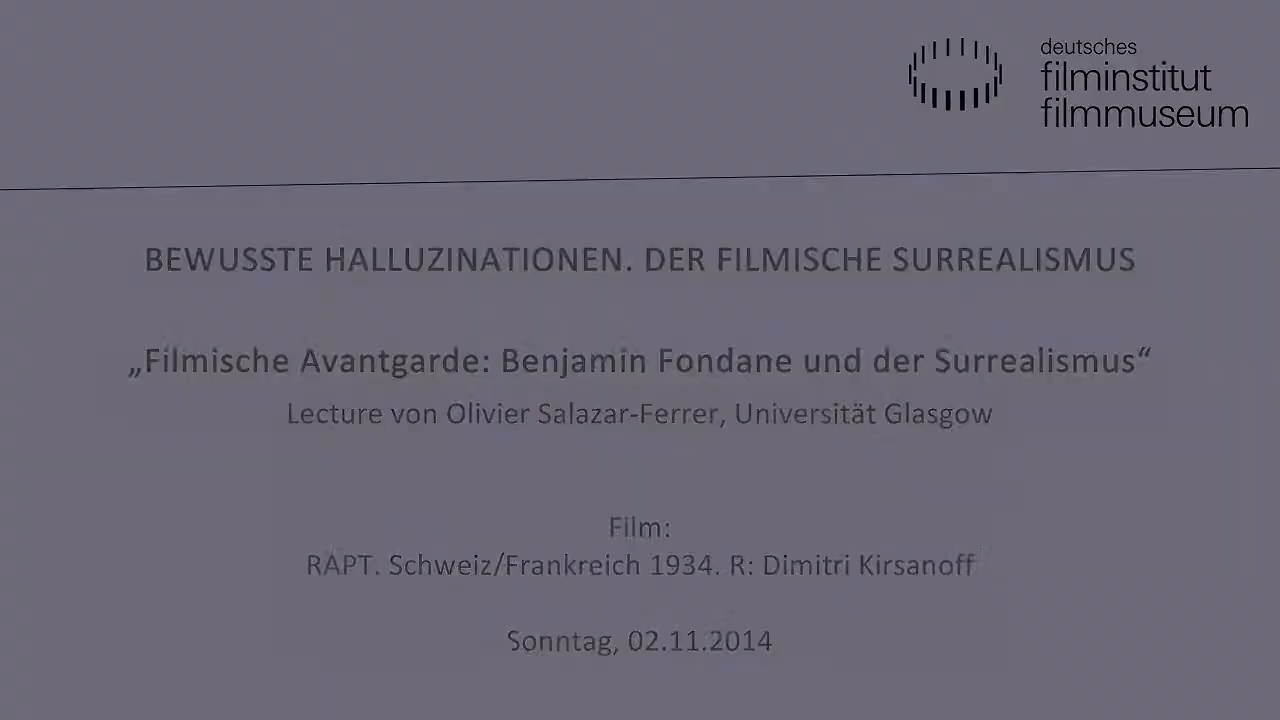 deutsches
filminstitut
filmmuseum
BEWUSSTE HALLUZINATIONEN. DER FILMISCHE SURREALISMUS
„Filmische Avantgarde: Benjamin Fondane und der Surrealismus“
Lecture von Olivier Salazar-Ferrer, Universität Glasgow
Film:
RAPT. Schweiz/Frankreich 1934. R: Dimitri Kirsanoff
Sonntag, 02.11.2014